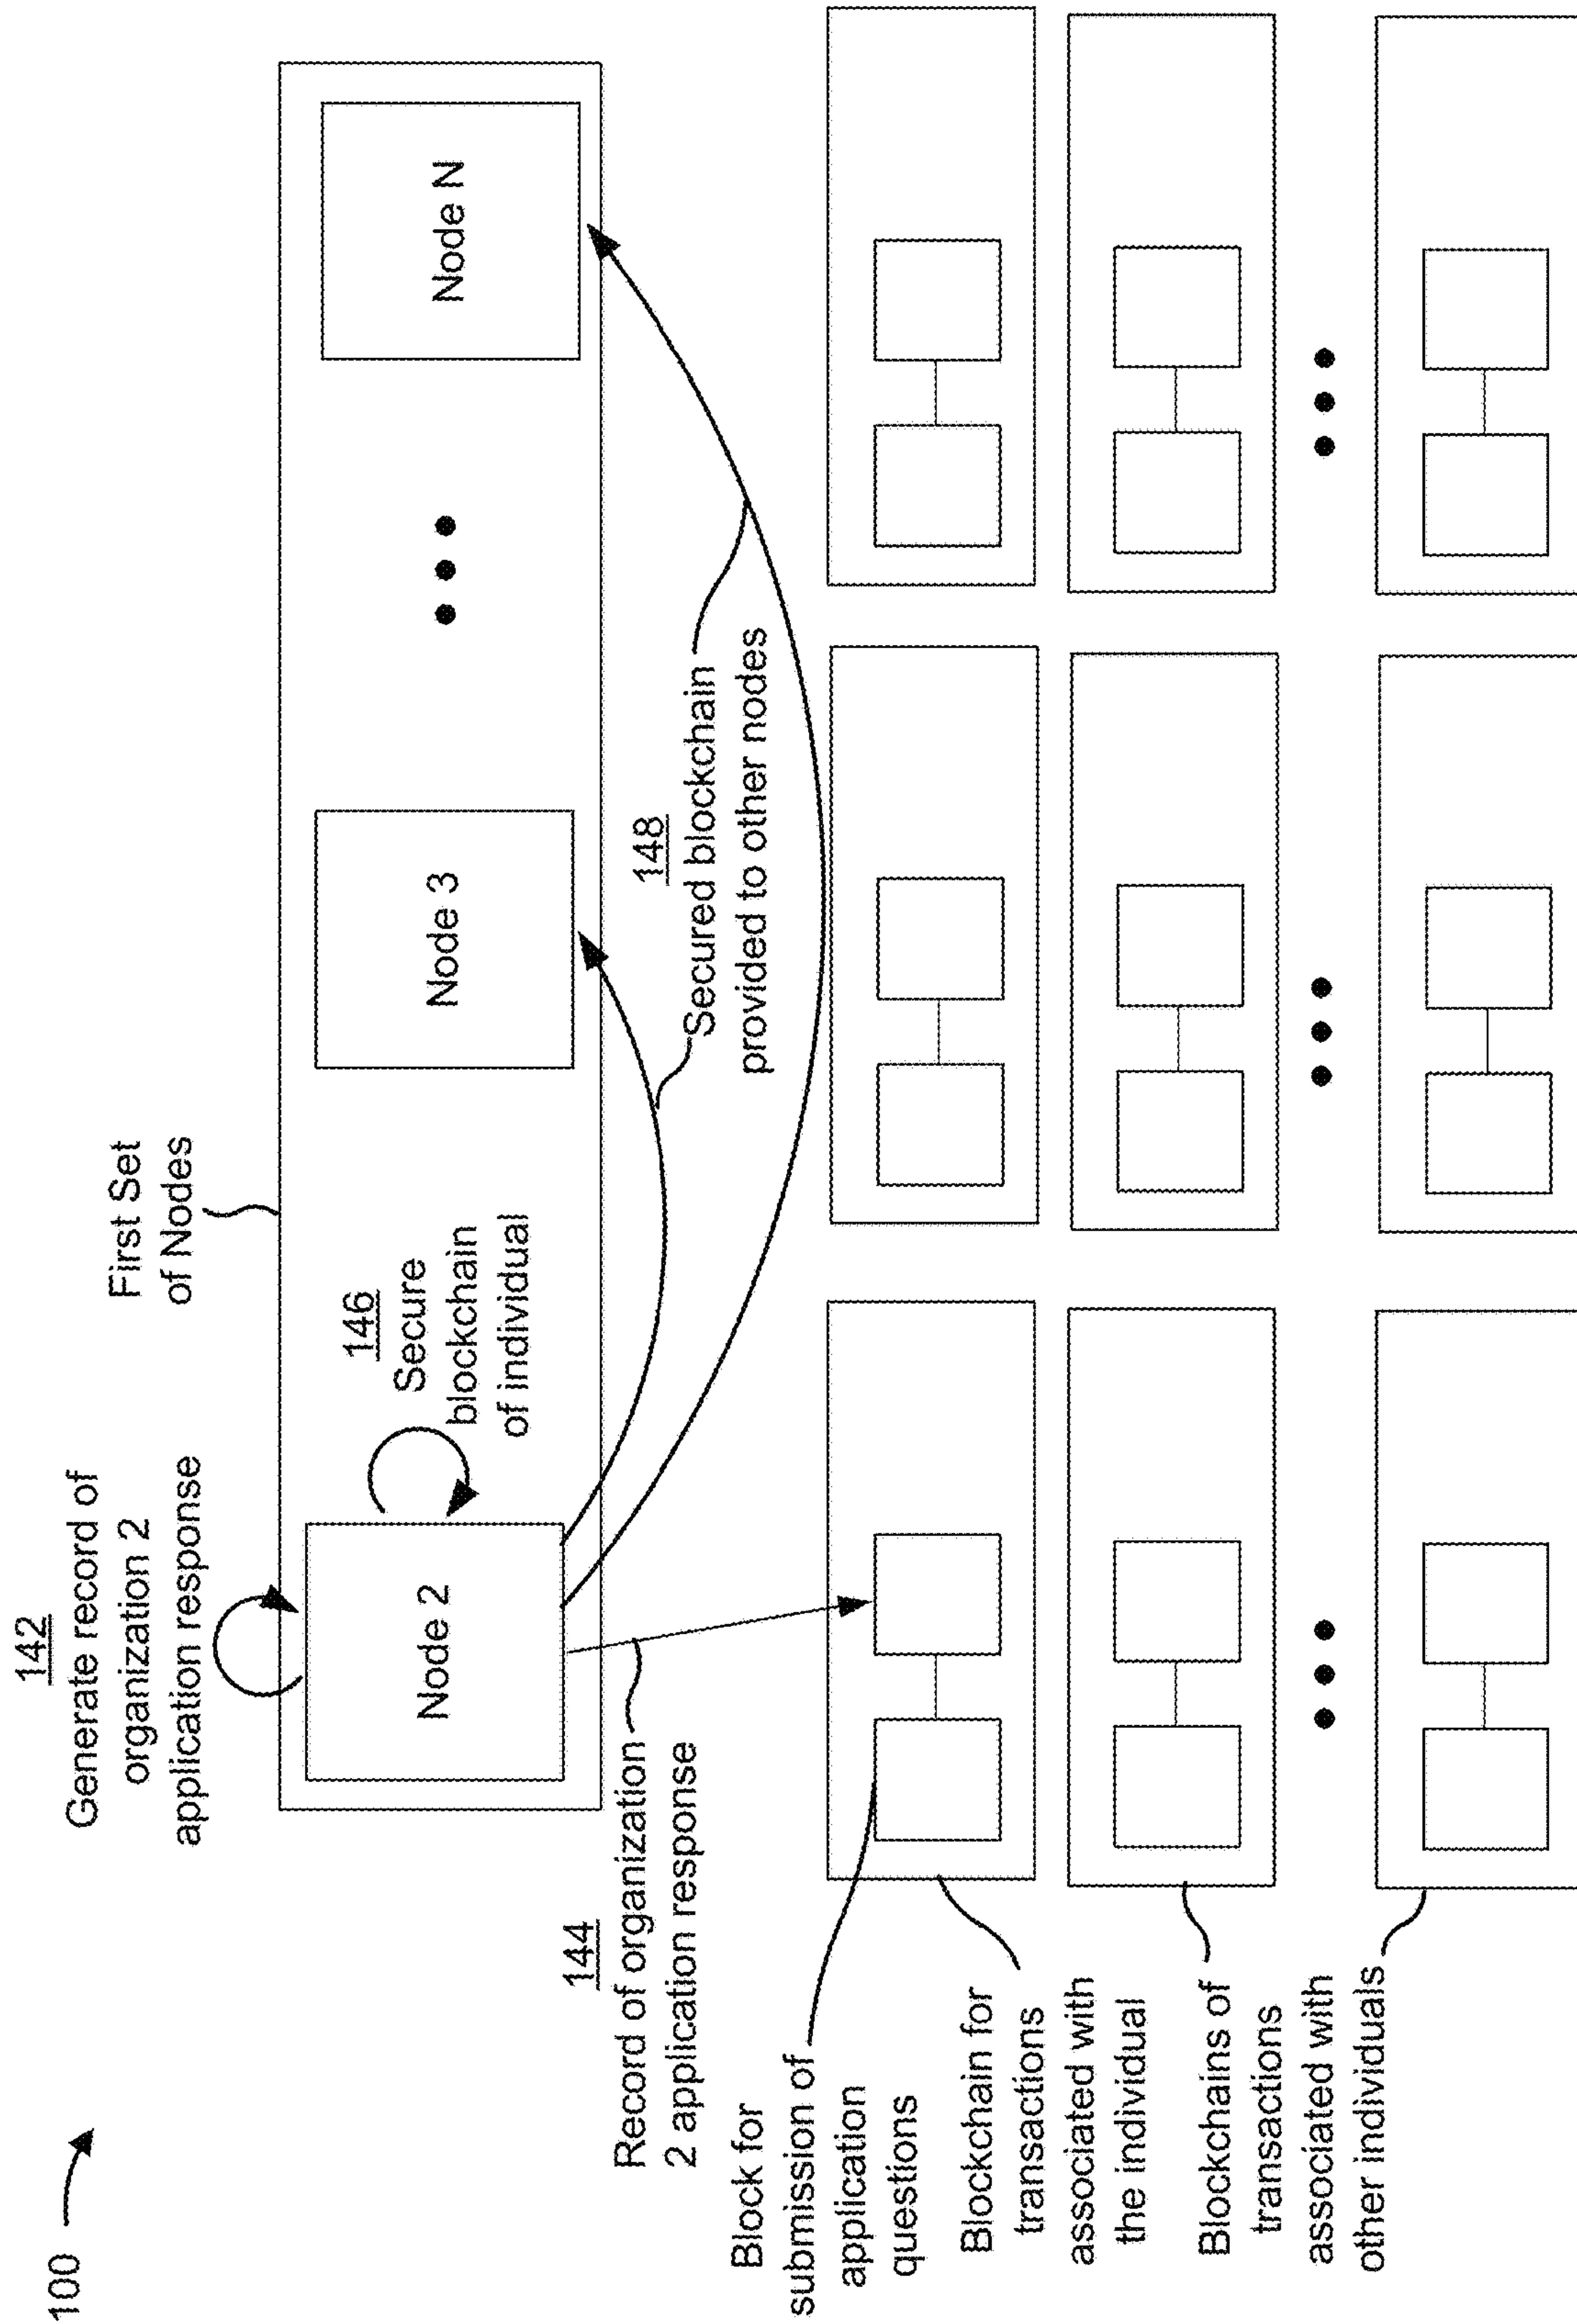 100
142
Generate record of
organization 2
application response
First Set
of Nodes
Node 2
146
Secure
blockchain
of individual
Node 3
Node N
144
Record of organization
2 application response
148
Secured blockchain
provided to other nodes
Block for
submission of
application
questions
Blockchain for
transactions
associated with
the individual
Blockchains of
transactions
associated with
other individuals